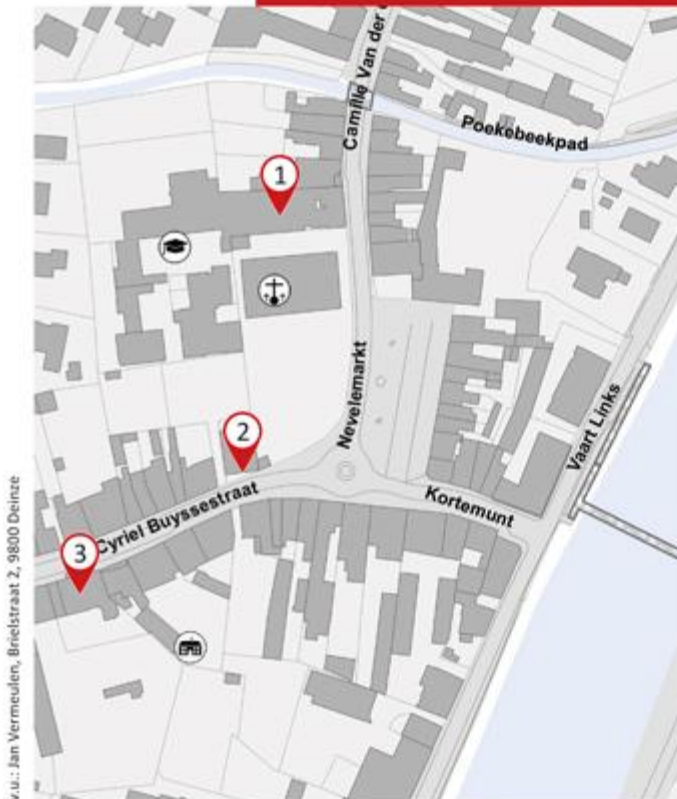 Camille Van der
Poekebeekpad
1
Nevelemarkt
2
Vaart Links
Kortemunt
Cyriel Buyssestraat
3
v.u.: Jan Vermeulen, Brielstraat 2, 9800 Deinze